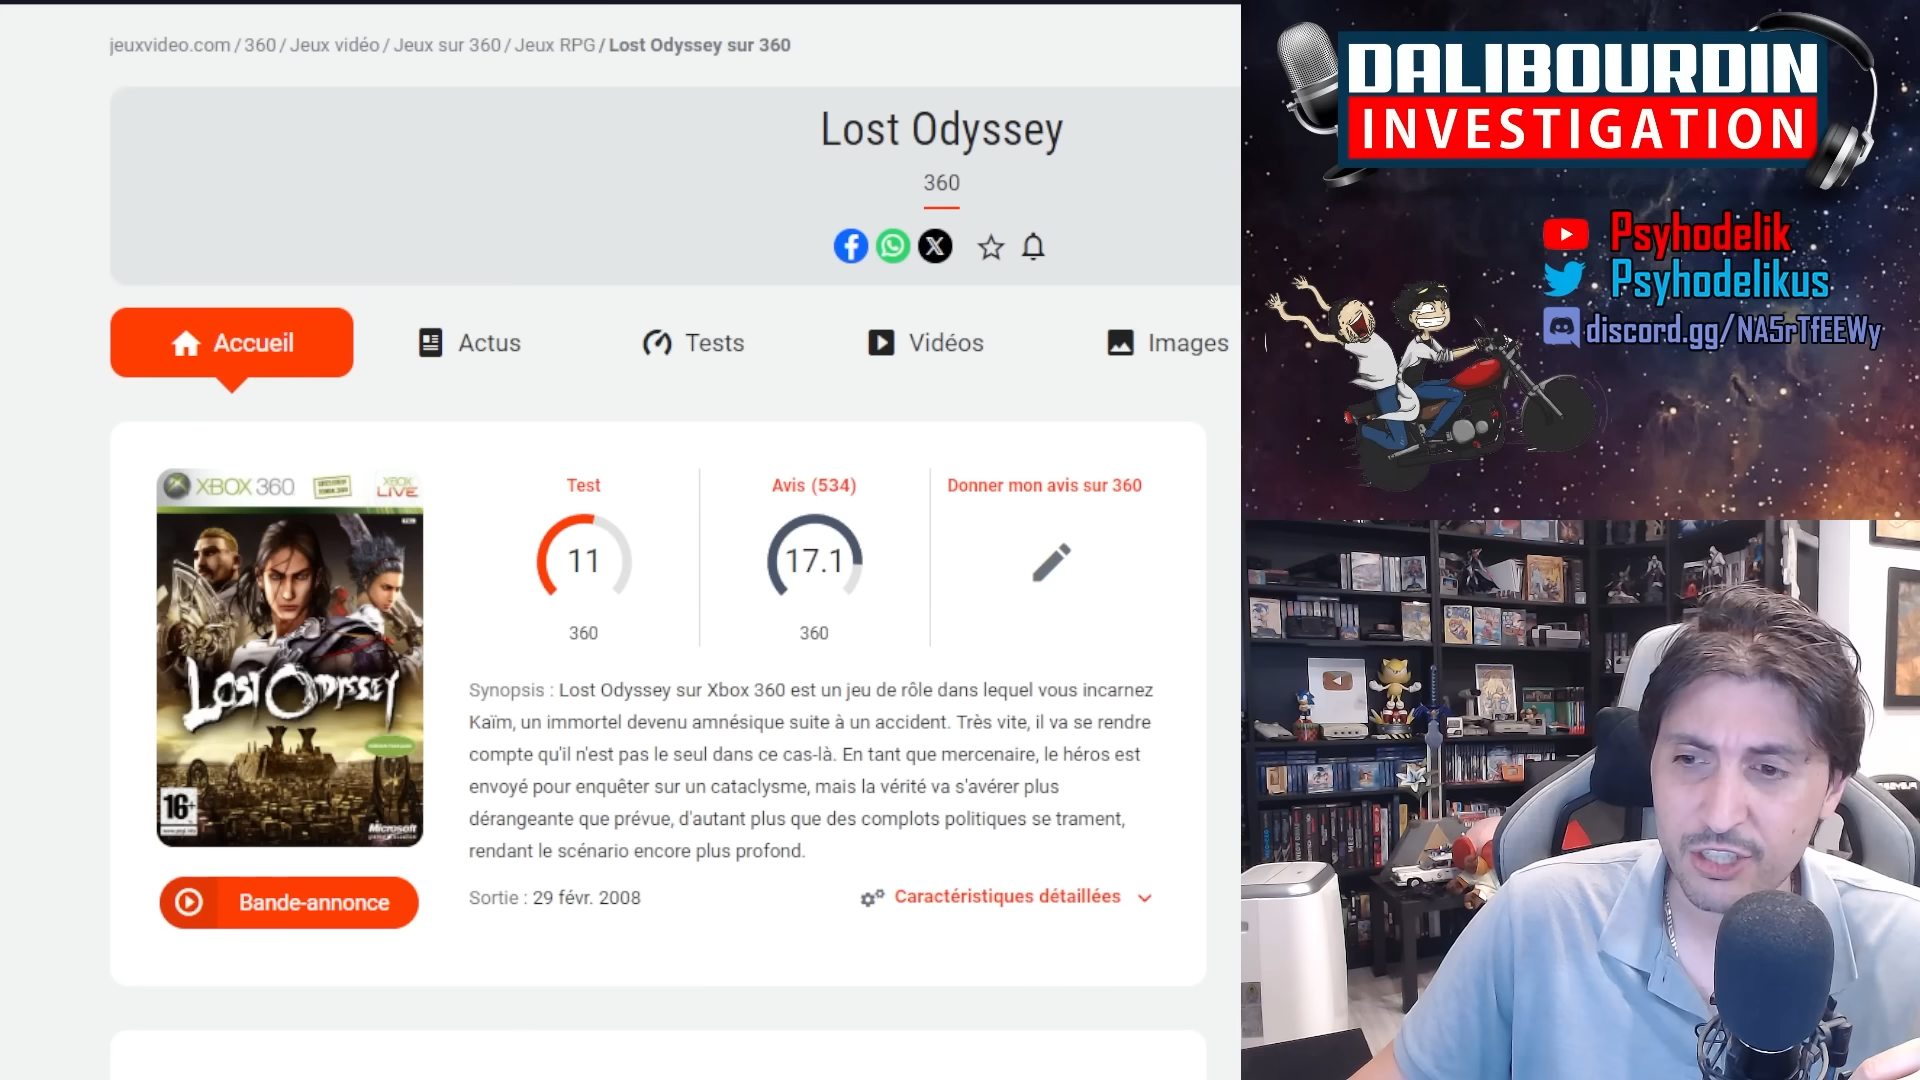 jeuxvideo.com / 360 / Jeux vidéo / Jeux sur 360 / Jeux RPG / Lost Odyssey sur 360
Lost Odyssey
360
Accueil
Actus
Tests
Vidéos
Images
XBOX 360
XBOX LIVE
LOST ODYSSEY
16+
Microsoft
Bande-annonce
Test
11
360
Avis (534)
17.1
360
Donner mon avis sur 360
Synopsis : Lost Odyssey sur Xbox 360 est un jeu de rôle dans lequel vous incarnez
Kaïm, un immortel devenu amnésique suite à un accident. Très vite, il va se rendre
compte qu'il n'est pas le seul dans ce cas-là. En tant que mercenaire, le héros est
envoyé pour enquêter sur un cataclysme, mais la vérité va s'avérer plus
dérangeante que prévue, d'autant plus que des complots politiques se trament,
rendant le scénario encore plus profond.
Sortie : 29 févr. 2008
Caractéristiques détaillées
DALIBOURDIN
INVESTIGATION
Psyhodelik
Psyhodelikus
discord.gg/NA5rTfEEWy